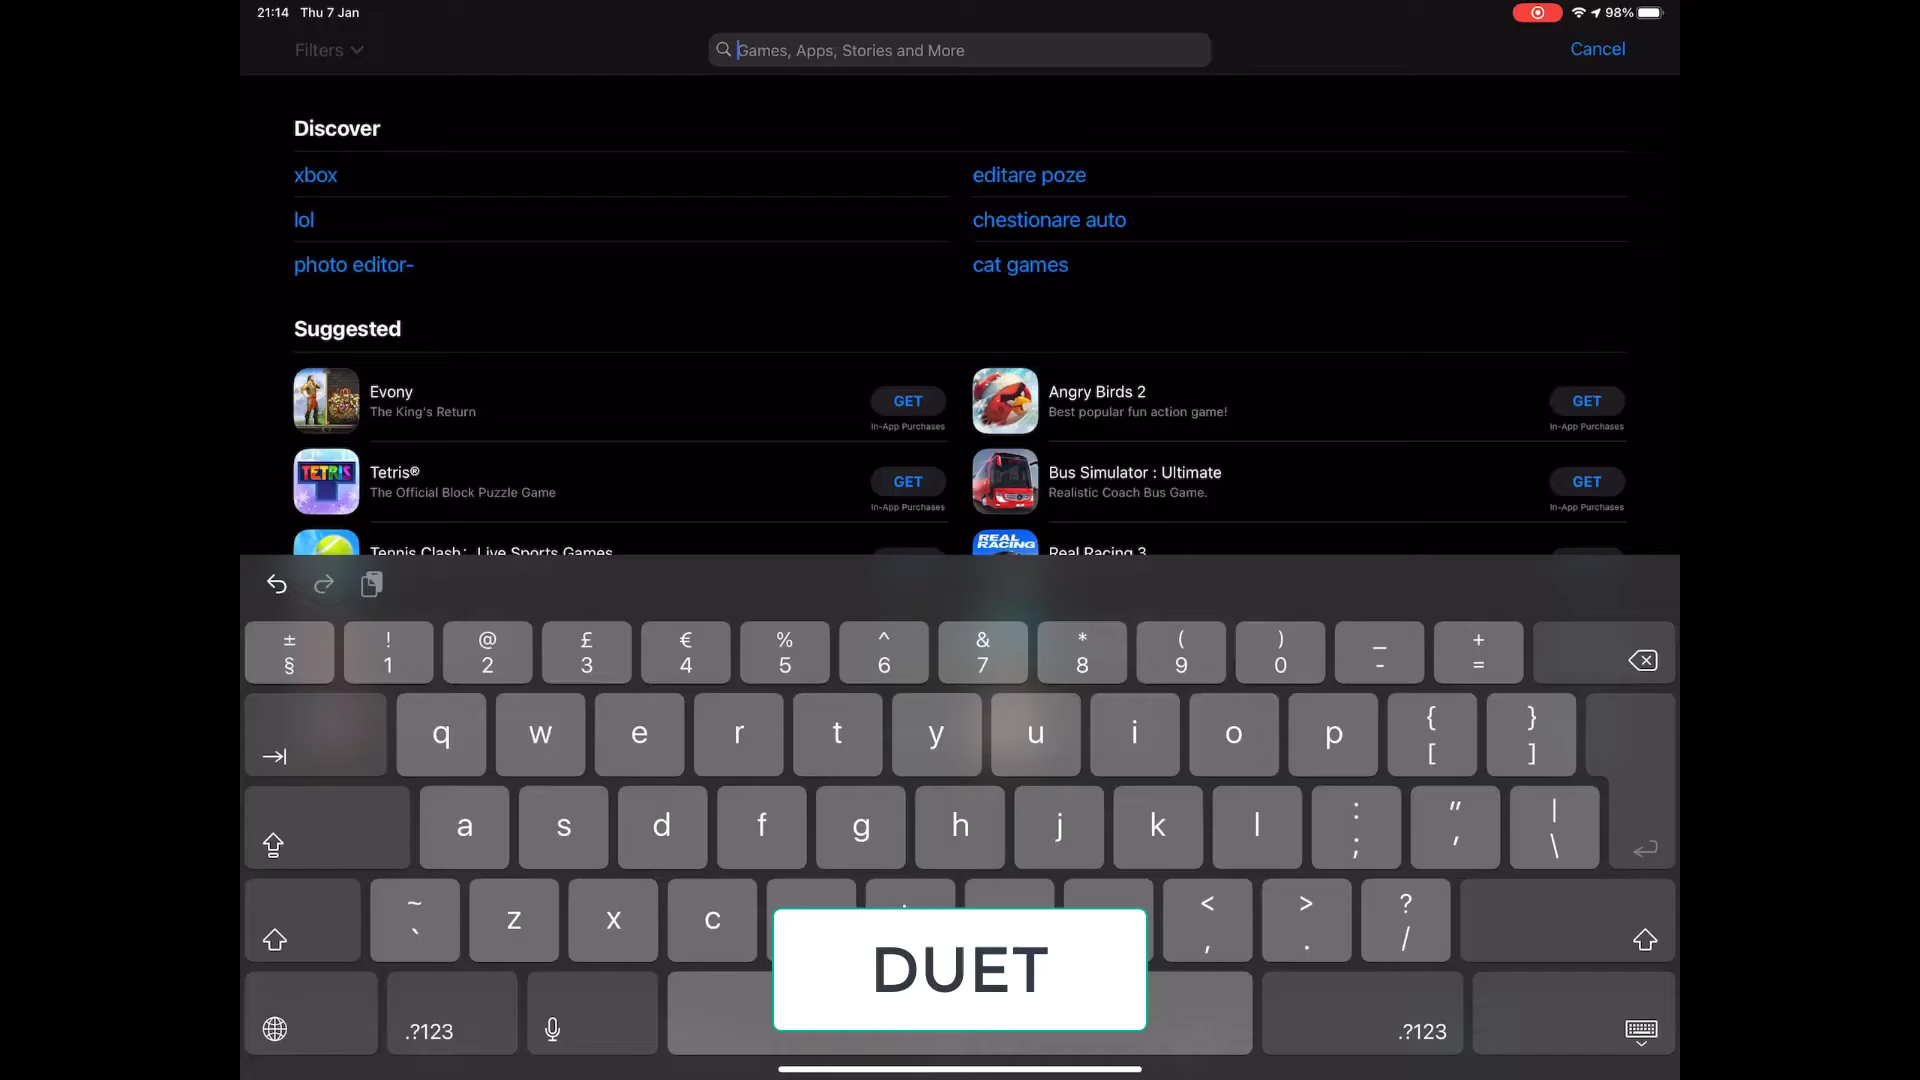 21:14 Thu 7 Jan
98%
Filters
Games, Apps, Stories and More
Cancel
Discover
xbox
editare poze
lol
chestionare auto
photo editor-
cat games
Suggested
Evony
The King's Return
GET
In-App Purchases
Angry Birds 2
Best popular fun action game!
GET
In-App Purchases
TETRIS
Tetris®
The Official Block Puzzle Game
GET
In-App Purchases
Bus Simulator : Ultimate
Realistic Coach Bus Game.
GET
In-App Purchases
Tennis Clash: Live Sports Games
REAL RACING
Real Racing 3
± ! @ £ € % ^ & * ( ) _ +
§ 1 2 3 4 5 6 7 8 9 0 - =
q w e r t y u i o p { }
[ ]
a s d f g h j k l : " |
; ' \
~ z x c < > ?
` , . /
DUET
.?123 .?123